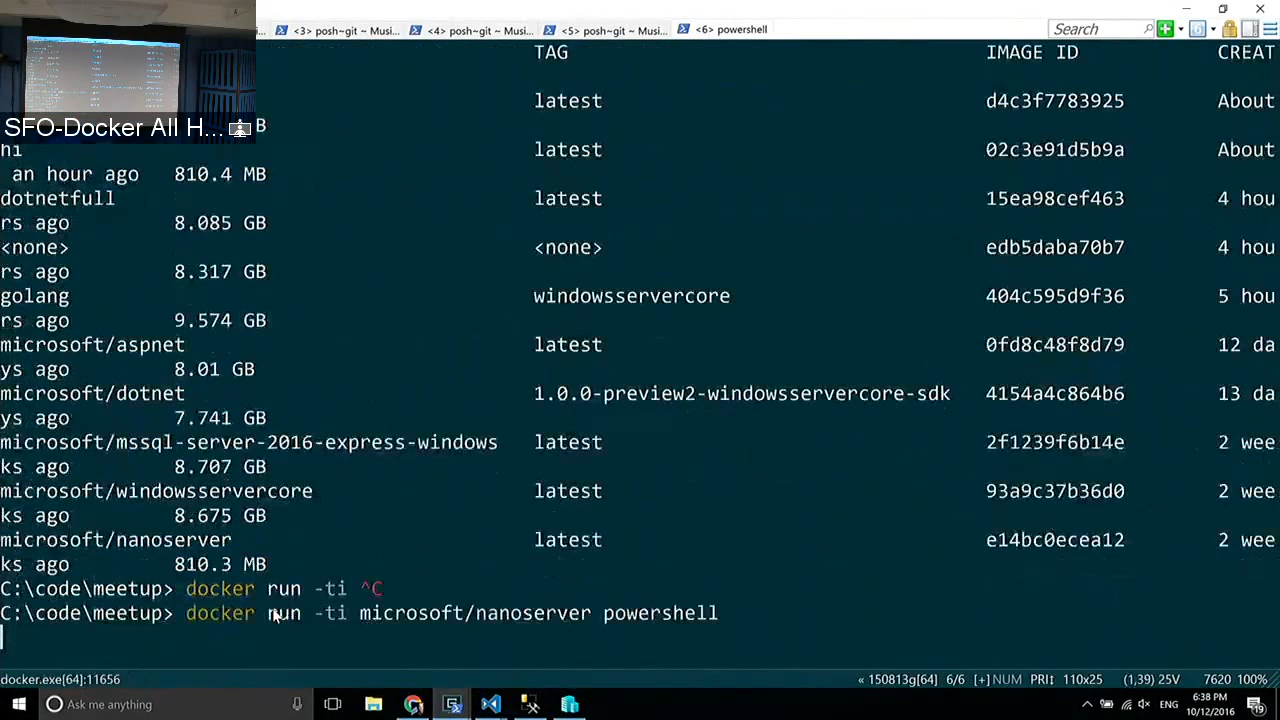 <3> posh~git ~ Musi...
<4> posh~git ~ Musi...
<5> posh~git ~ Mus...
<6> powershell
Search
TAG IMAGE ID CREAT
latest d4c3f7783925 About
SFO-Docker All H...
B
hi latest 02c3e91d5b9a About
an hour ago 810.4 MB
dotnetfull latest 15ea98cef463 4 hou
rs ago 8.085 GB
<none> <none> edb5daba70b7 4 hou
rs ago 8.317 GB
golang windowsservercore 404c595d9f36 5 hou
rs ago 9.574 GB
microsoft/aspnet latest 0fd8c48f8d79 12 da
ys ago 8.01 GB
microsoft/dotnet 1.0.0-preview2-windowsservercore-sdk 4154a4c864b6 13 da
ys ago 7.741 GB
microsoft/mssql-server-2016-express-windows latest 2f1239f6b14e 2 wee
ks ago 8.707 GB
microsoft/windowsservercore latest 93a9c37b36d0 2 wee
ks ago 8.675 GB
microsoft/nanoserver latest e14bc0ecea12 2 wee
ks ago 810.3 MB
C:\code\meetup> docker run -ti ^C
C:\code\meetup> docker run -ti microsoft/nanoserver powershell
docker.exe[64]:11656 « 150813g[64] 6/6 [+] NUM PRI↕ 110x25 (1,39) 25V 7620 100%
Ask me anything
ENG
6:38 PM
10/12/2016